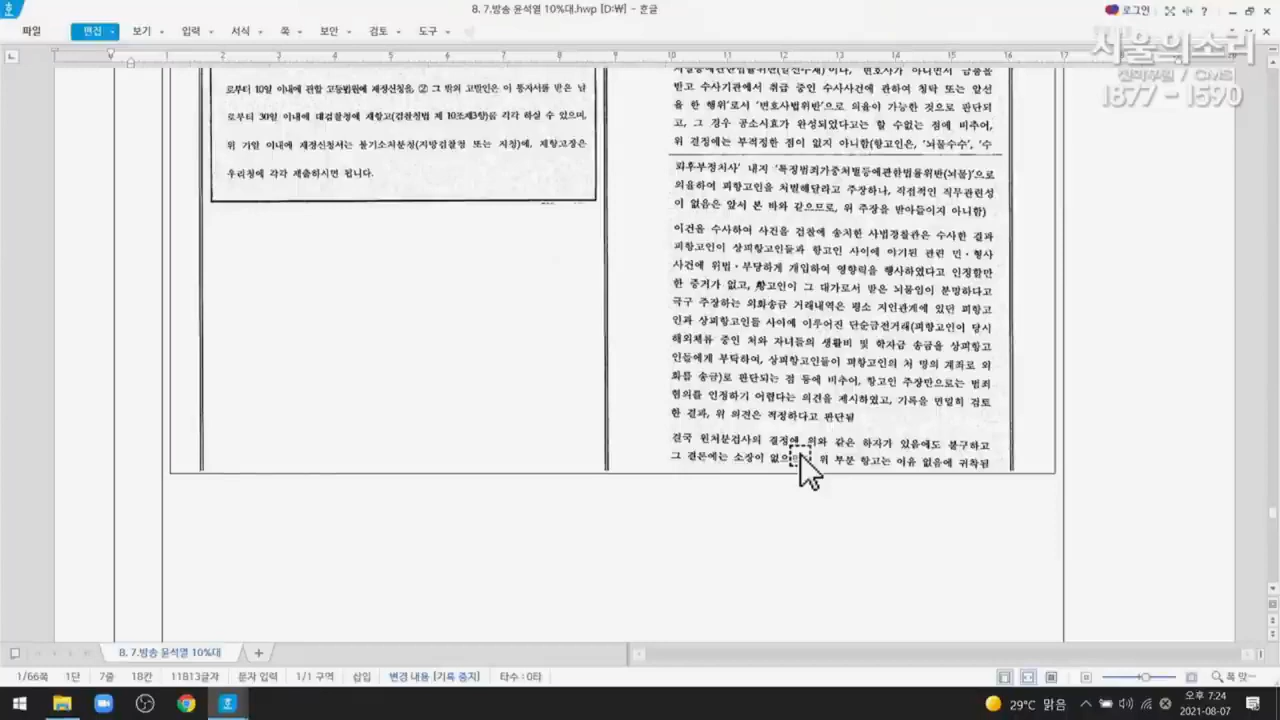 8. 7.방송 윤석열 10%대.hwp [D:\] - 한글
로그인
파일
편집
보기
입력
서식
쪽
보안
검토
도구
서울의소리
정회원 / CMS
1877 - 1590
로부터 10일 이내에 관할 고등법원에 재정신청을, ② 그 밖의 고발인은 이 통지서를 받은 날
로부터 30일 이내에 대검찰청에 재항고(검찰청법 제 10조제3항)를 각각 하실 수 있으며,
위 기일 이내에 재정신청서는 불기소처분청(지방검찰청 또는 지청)에, 재항고장은
우리청에 각각 제출하시면 됩니다.
이나, 변호사가 아니면서 금품을
받고 수사기관에서 취급 중인 수사사건에 관하여 청탁 또는 알선
을 한 행위'로서 '변호사법위반'으로 의율이 가능한 것으로 판단되
고, 그 경우 공소시효가 완성되었다고는 할 수없는 점에 비추어,
위 결정에는 부적정한 점이 없지 아니함(항고인은, '뇌물수수', '수
뢰후부정처사' 내지 '특정범죄가중처벌등에관한법률위반(뇌물)'으로
의율하여 피항고인을 처벌해달라고 주장하나, 직접적인 직무관련성
이 없음은 앞서 본 바와 같으므로, 위 주장을 받아들이지 아니함)
이건을 수사하여 사건을 검찰에 송치한 사법경찰관은 수사한 결과
피항고인이 상피항고인들과 항고인 사이에 야기된 관련 민·형사
사건에 위법·부당하게 개입하여 영향력을 행사하였다고 인정할만
한 증거가 없고, 항고인이 그 대가로서 받은 뇌물임이 분명하다고
극구 주장하는 외화송금 거래내역은 평소 지인관계에 있던 피항고
인과 상피항고인들 사이에 이루어진 단순금전거래(피항고인이 당시
해외체류 중인 처와 자녀들의 생활비 및 학자금 송금을 상피항고
인들에게 부탁하여, 상피항고인들이 피항고인의 처 명의 계좌로 외
화를 송금)로 판단되는 점 등에 비추어, 항고인 주장만으로는 범죄
혐의를 인정하기 어렵다는 의견을 제시하였고, 기록을 면밀히 검토
한 결과, 위 의견은 적정하다고 판단됨
결국 원처분검사의 결정에 위와 같은 하자가 있음에도 불구하고
그 결론에는 소장이 없으 위 부분 항고는 이유 없음에 귀착됨
8. 7.방송 윤석열 10%대
1/66쪽 1단 7줄 18칸 11813글자 문자 입력 1/1 구역 삽입 변경 내용 [기록 중지] 타수 : 0타
폭 맞
29°C 맑음
오후 7:24
2021-08-07